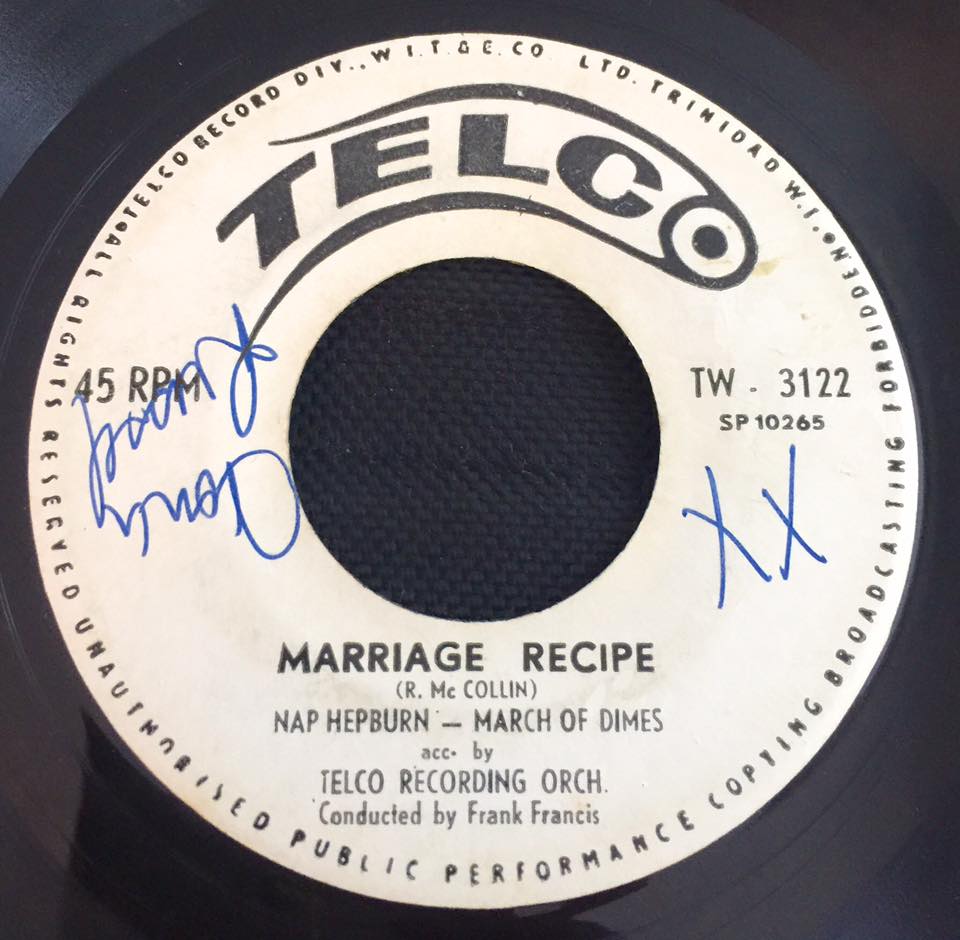 TELCO RECORD DIV., W I.T.& E. CO LTD. TRINIDAD W.I.
TELCO
45 RPM
TW - 3122
SP 10265
XX
MARRIAGE RECIPE
(R. Mc COLLIN)
NAP HEPBURN — MARCH OF DIMES
acc. by
TELCO RECORDING ORCH.
Conducted by Frank Francis
ALL RIGHTS RESERVED UNAUTHORISED PUBLIC PERFORMANCE COPYING BROADCASTING FORBIDDEN